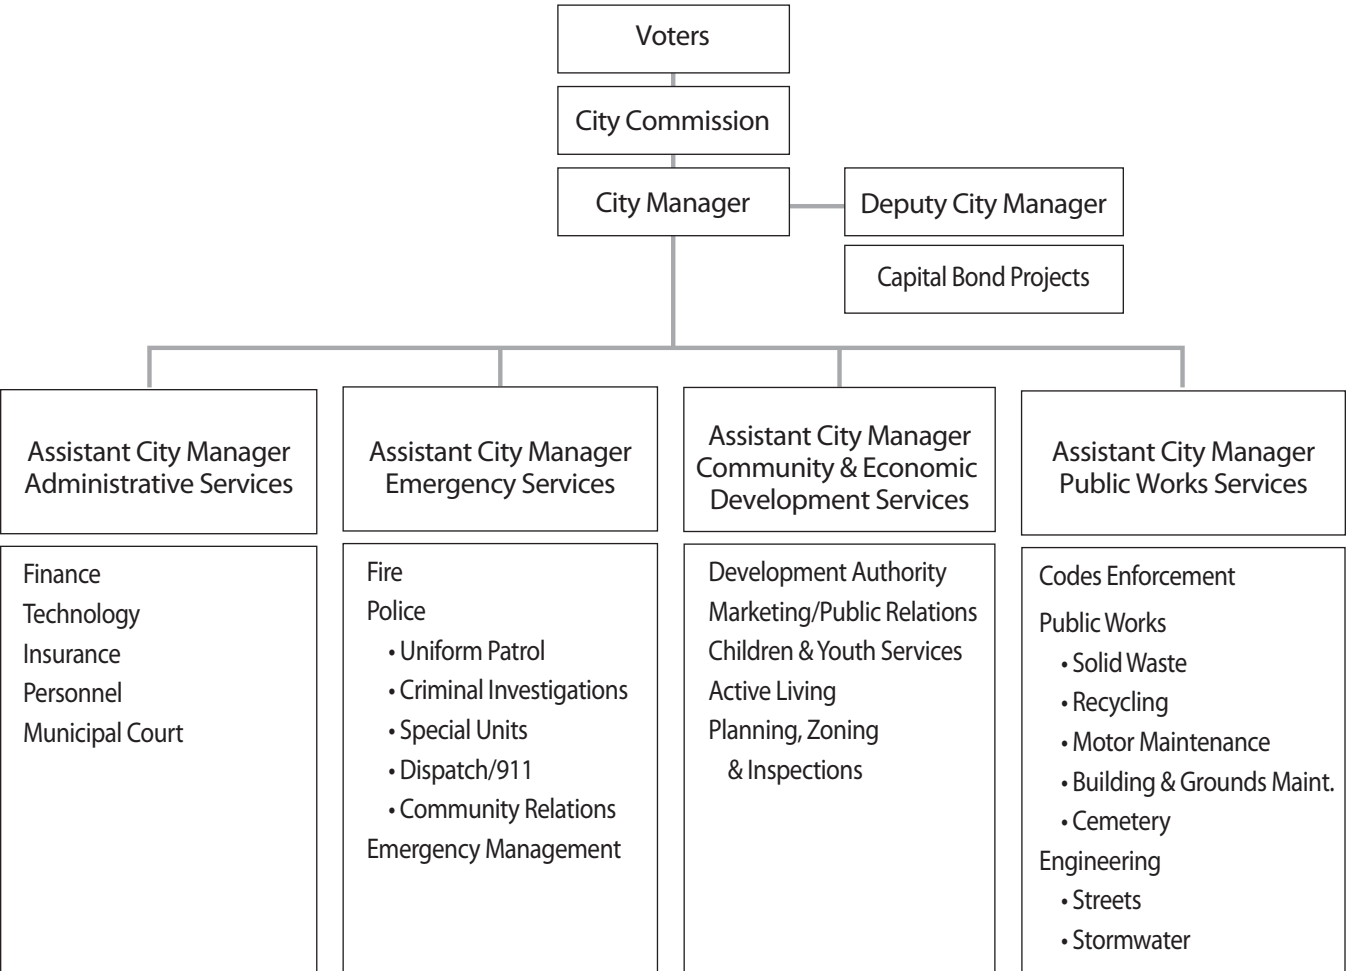 Voters
City Commission
City Manager
Deputy City Manager
Capital Bond Projects
Assistant City Manager
Administrative Services
Finance
Technology
Insurance
Personnel
Municipal Court
Assistant City Manager
Emergency Services
Fire
Police
• Uniform Patrol
• Criminal Investigations
• Special Units
• Dispatch/911
• Community Relations
Emergency Management
Assistant City Manager
Community & Economic
Development Services
Development Authority
Marketing/Public Relations
Children & Youth Services
Active Living
Planning, Zoning
& Inspections
Assistant City Manager
Public Works Services
Codes Enforcement
Public Works
• Solid Waste
• Recycling
• Motor Maintenance
• Building & Grounds Maint.
• Cemetery
Engineering
• Streets
• Stormwater